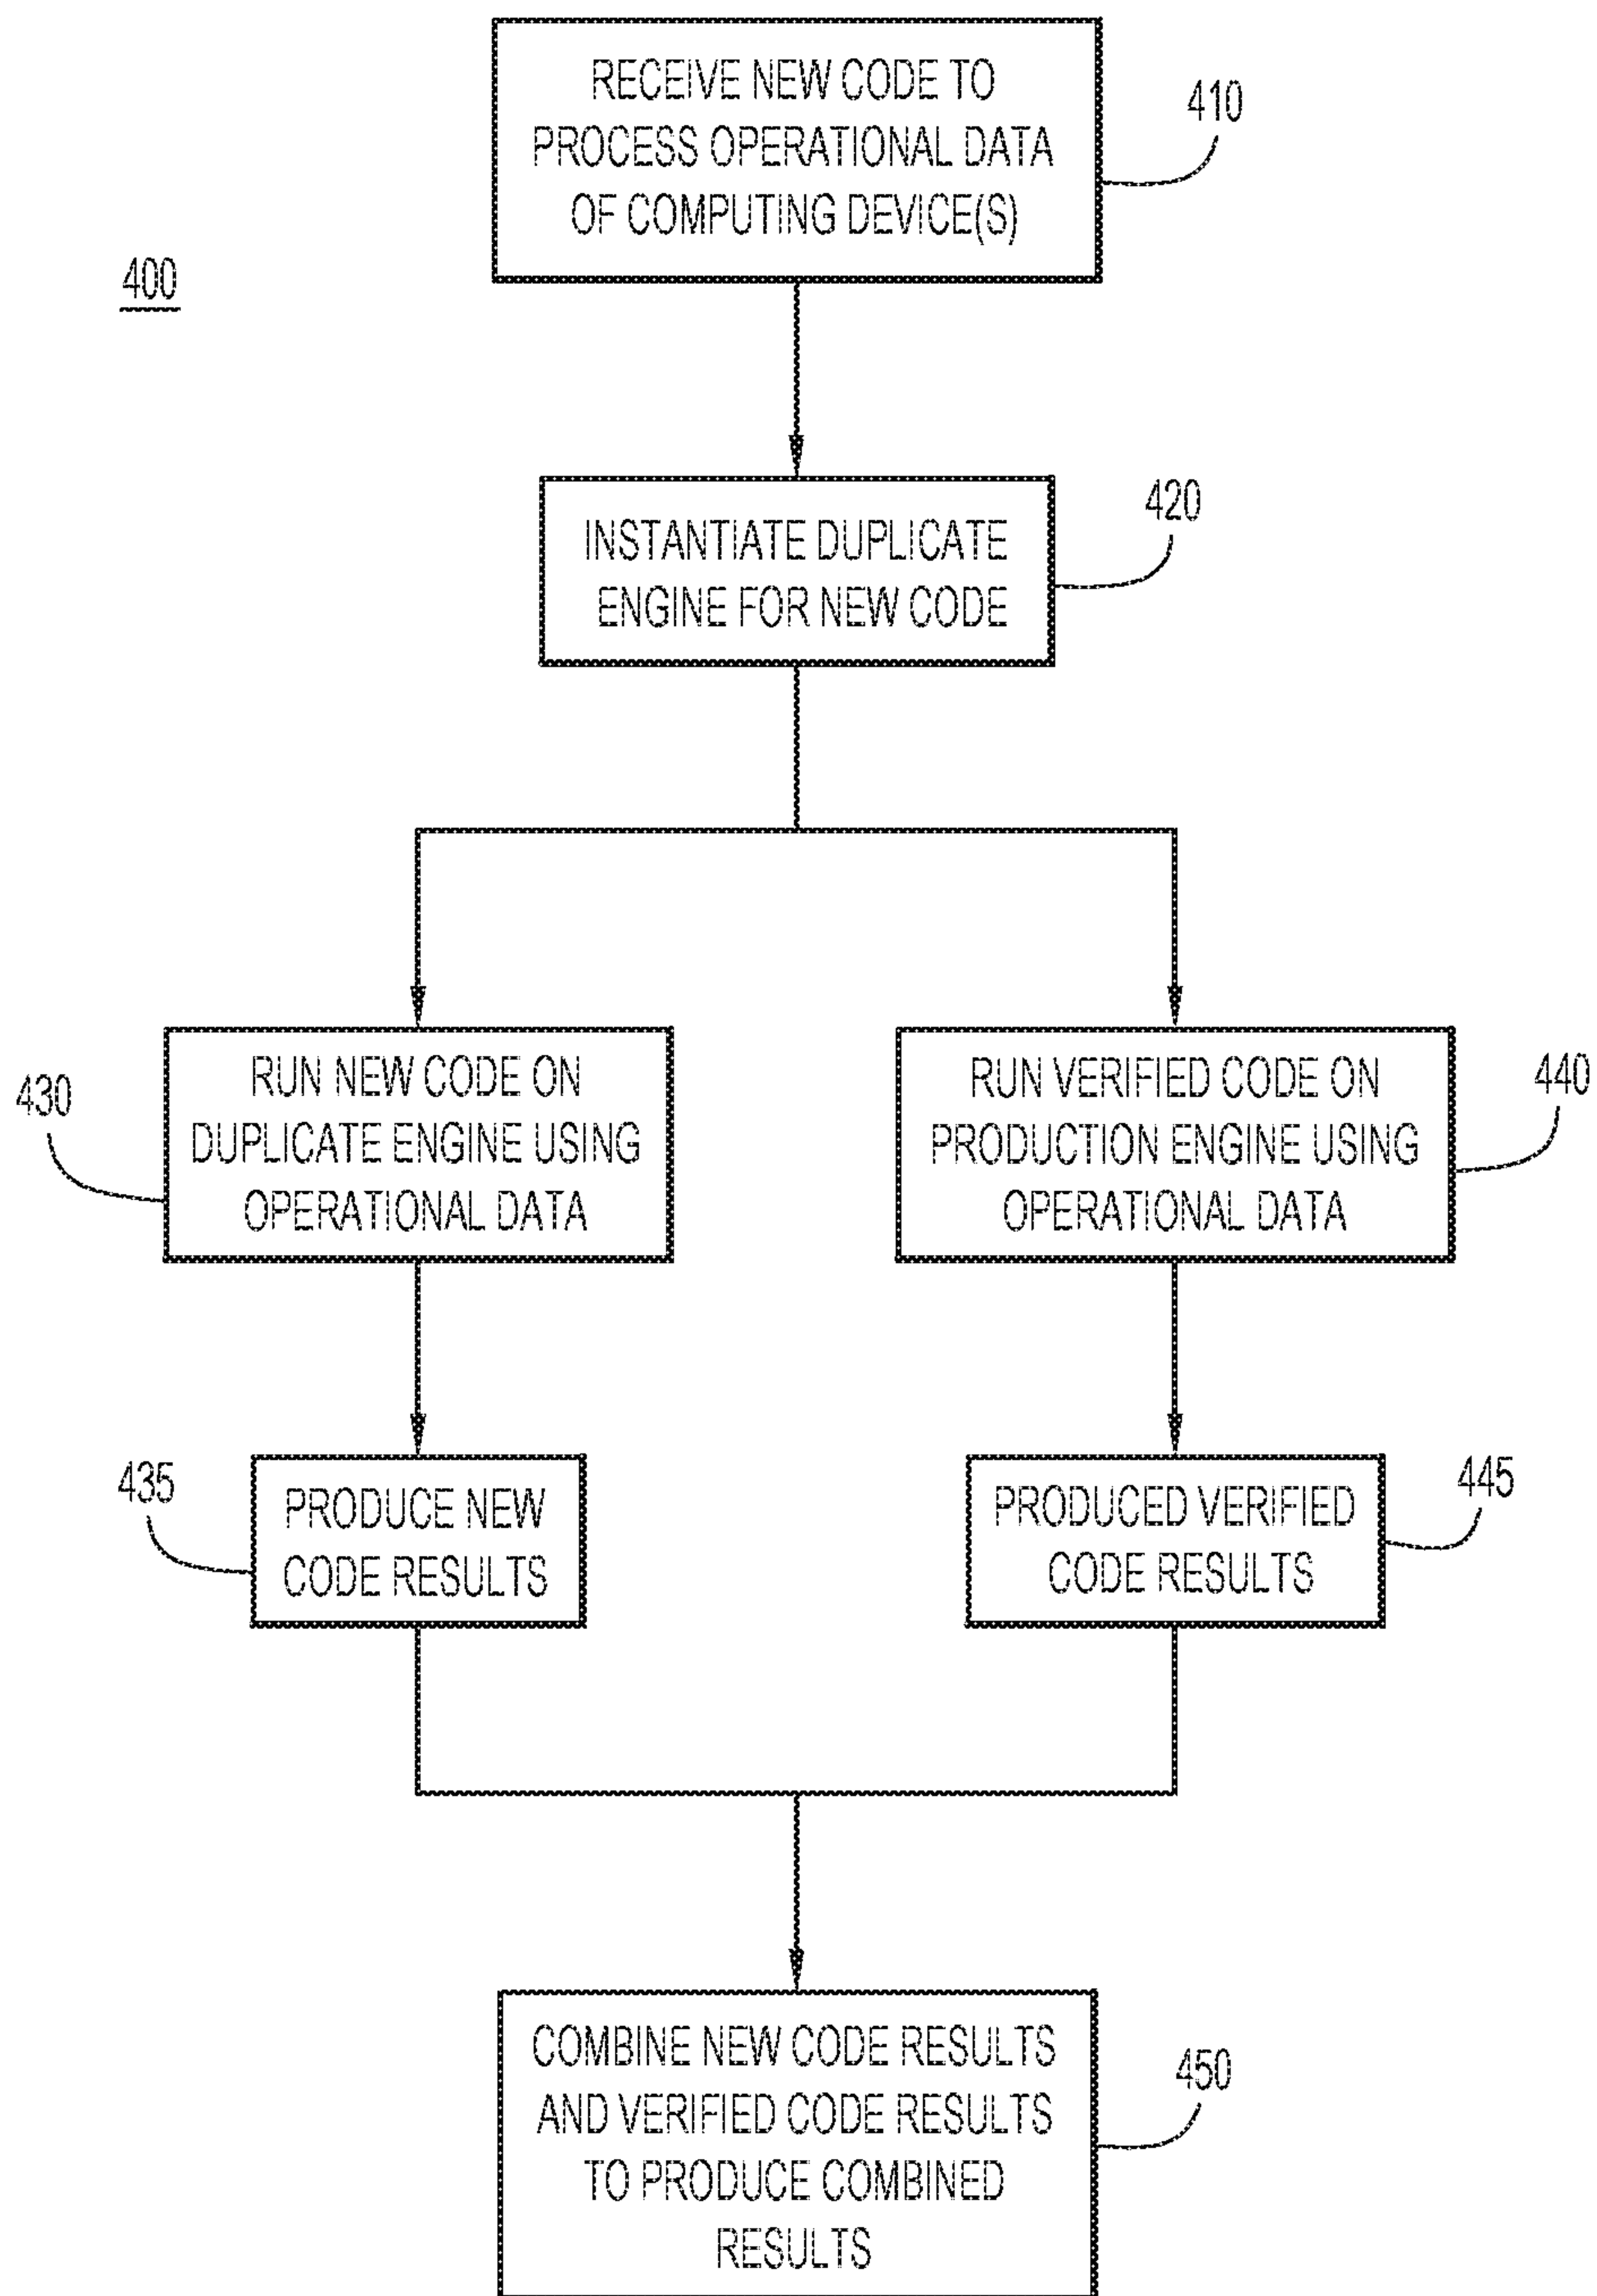 RECEIVE NEW CODE TO
PROCESS OPERATIONAL DATA
OF COMPUTING DEVICE(S)
410
400
INSTANTIATE DUPLICATE
ENGINE FOR NEW CODE
420
430
RUN NEW CODE ON
DUPLICATE ENGINE USING
OPERATIONAL DATA
RUN VERIFIED CODE ON
PRODUCTION ENGINE USING
OPERATIONAL DATA
440
435
PRODUCE NEW
CODE RESULTS
PRODUCED VERIFIED
CODE RESULTS
445
COMBINE NEW CODE RESULTS
AND VERIFIED CODE RESULTS
TO PRODUCE COMBINED
RESULTS
450